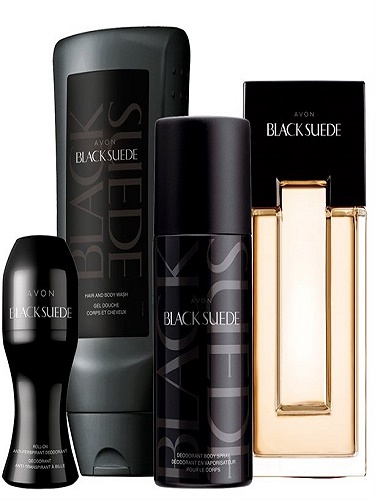 AVON
BLACK SUEDE
BLACK
SUEDE
HAIR AND BODY WASH
GEL DOUCHE
CORPS ET CHEVEUX
AVON
BLACK SUEDE
AVON
BLACK SUEDE
ROLL-ON
ANTI-PERSPIRANT DEODORANT
DÉODORANT
ANTI-TRANSPIRANT À BILLE
AVON
BLACK SUEDE
BLACK
SUEDE
DEODORANT BODY SPRAY
DÉODORANT EN VAPORISATEUR
POUR LE CORPS